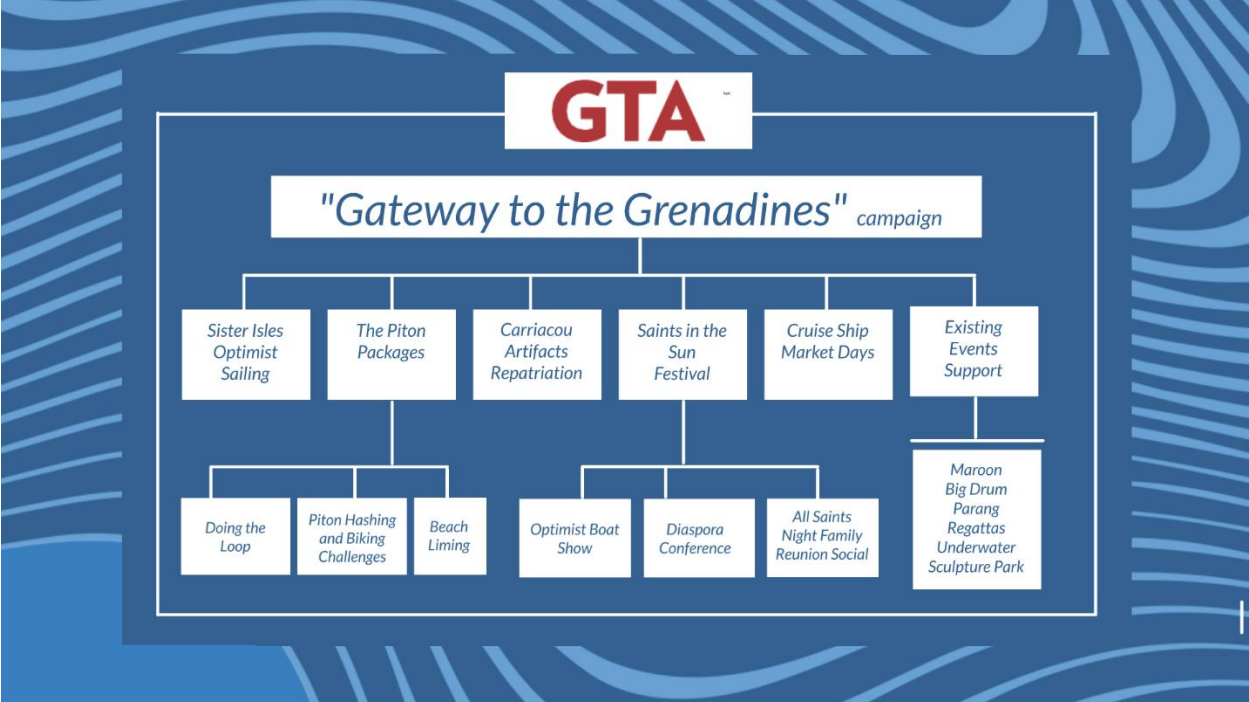 GTA
"Gateway to the Grenadines" campaign
Sister Isles
Optimist
Sailing
The Piton
Packages
Carriacou
Artifacts
Repatriation
Saints in the
Sun
Festival
Cruise Ship
Market Days
Existing
Events
Support
Doing the
Loop
Piton Hashing
and Biking
Challenges
Beach
Liming
Optimist Boat
Show
Diaspora
Conference
All Saints
Night Family
Reunion Social
Maroon
Big Drum
Parang
Regattas
Underwater
Sculpture Park